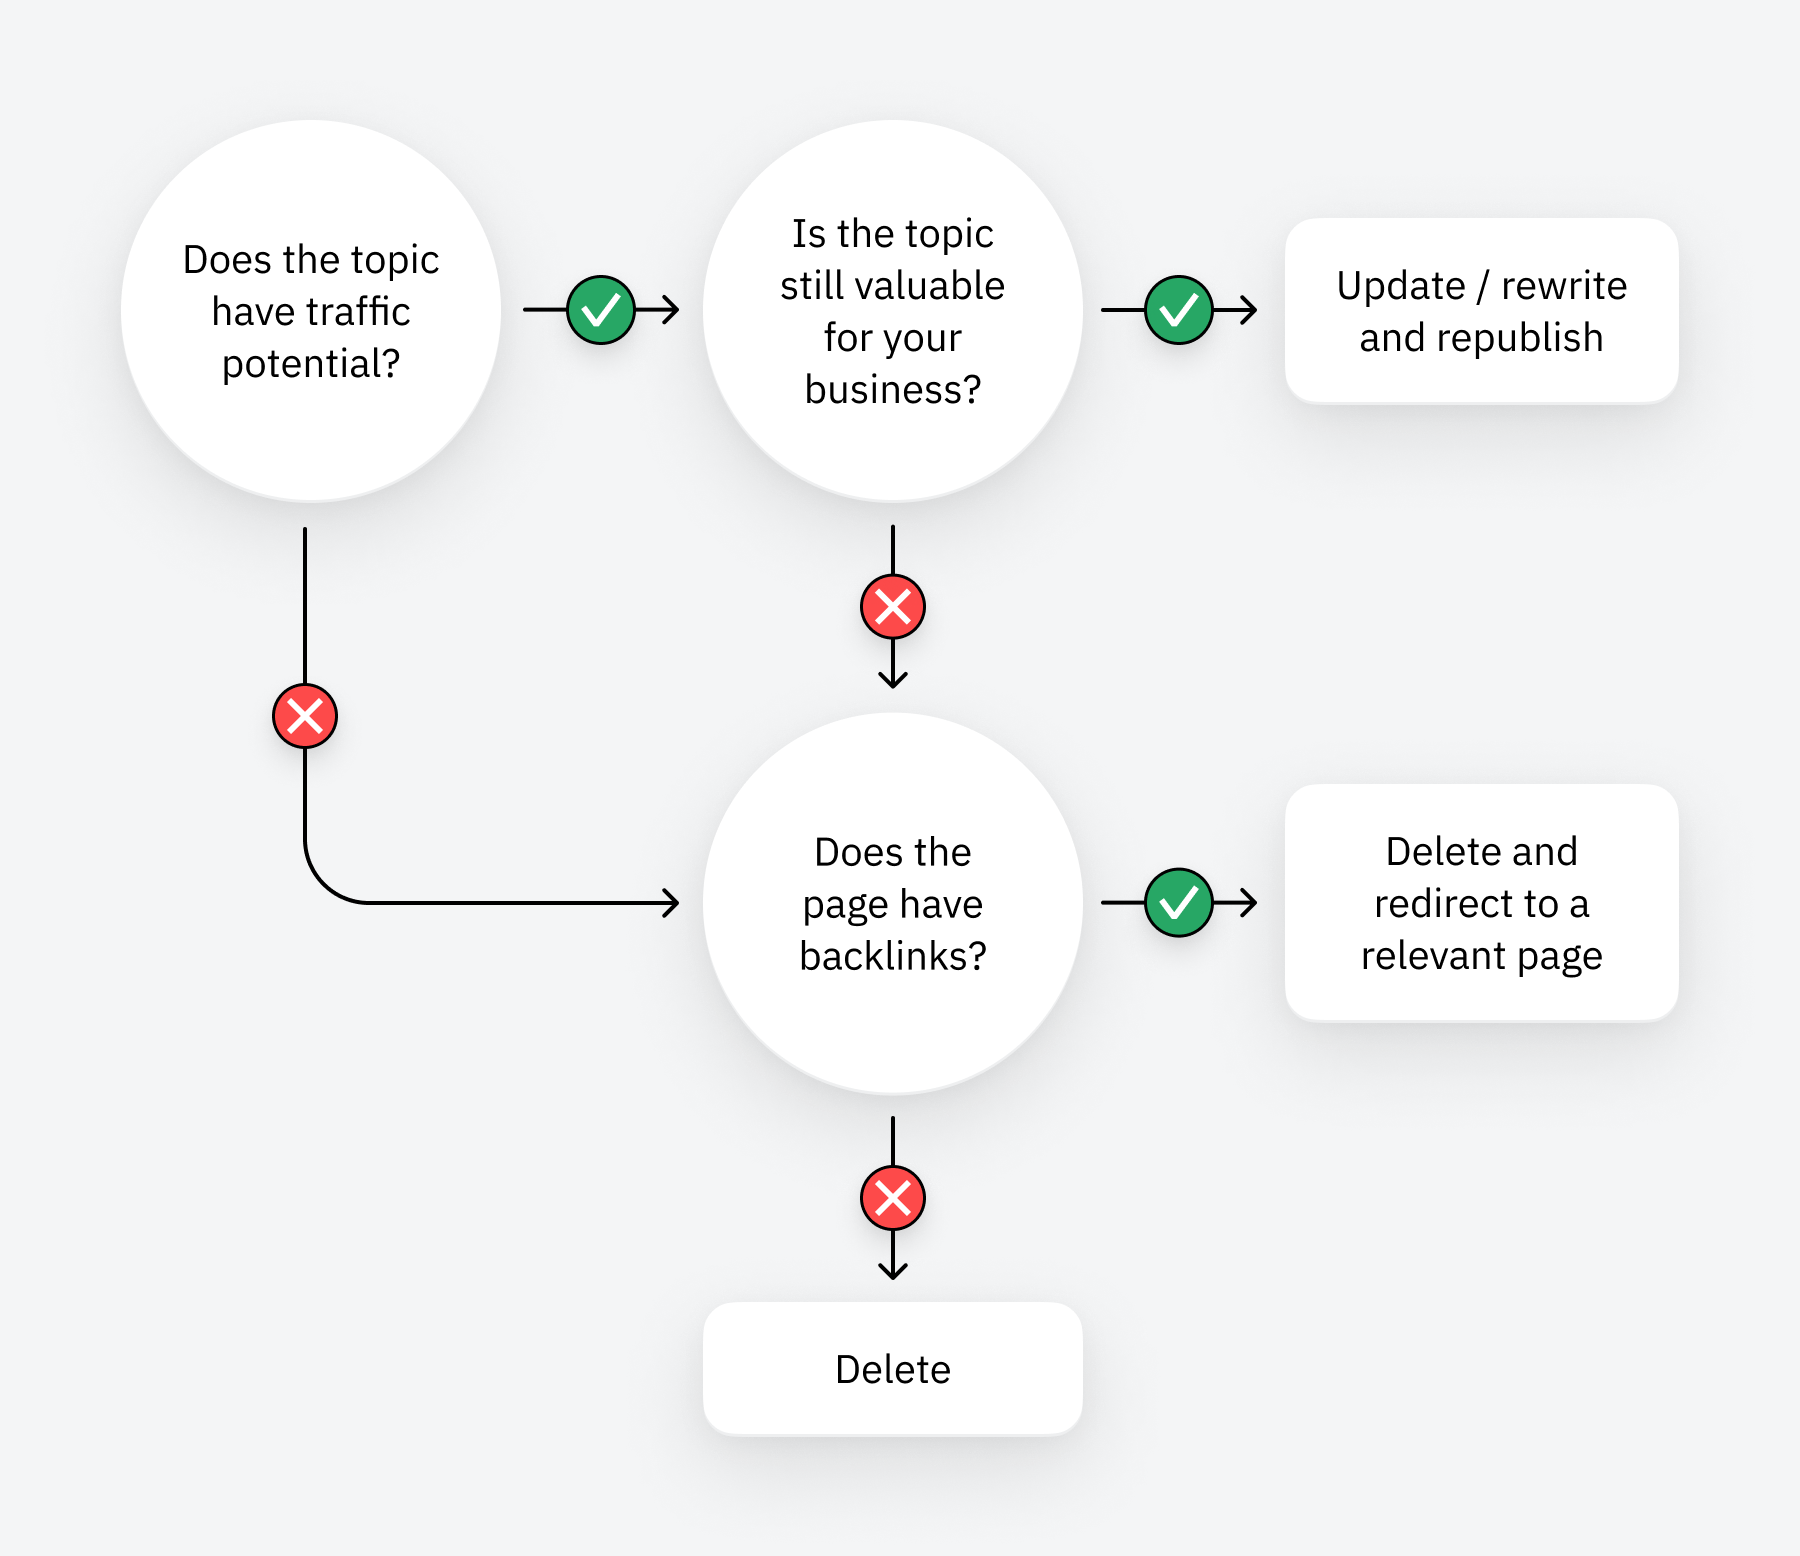 Does the topic
have traffic
potential?
Is the topic
still valuable
for your
business?
Update / rewrite
and republish
Does the
page have
backlinks?
Delete and
redirect to a
relevant page
Delete